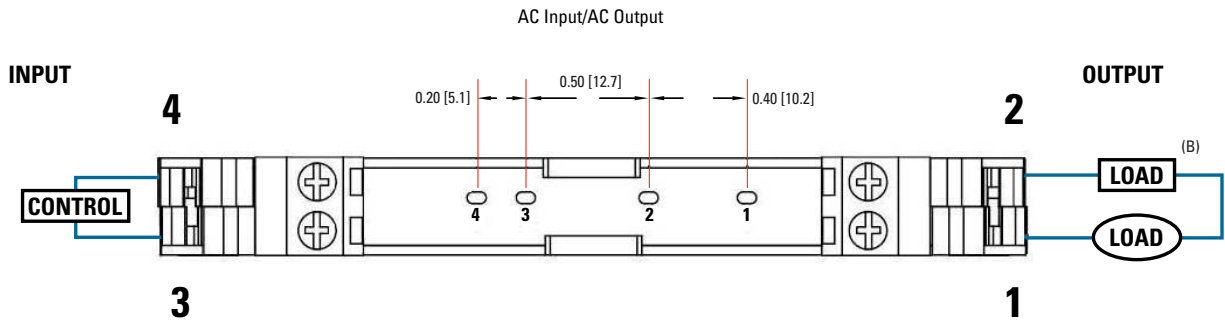 AC Input/AC Output
INPUT
OUTPUT
0.20 [5.1]
0.50 [12.7]
0.40 [10.2]
4
2
(B)
CONTROL
LOAD
4
3
2
1
LOAD
3
1